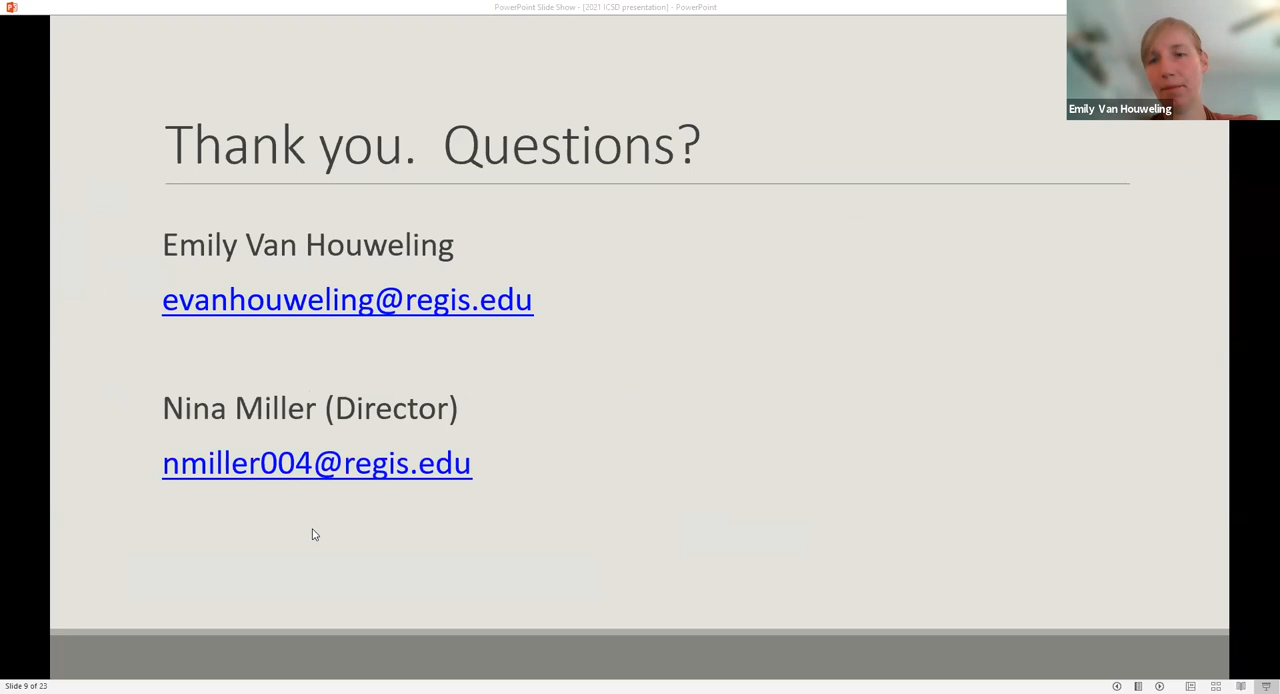 PowerPoint Slide Show - [2021 ICSD presentation] - PowerPoint
Emily Van Houweling
Thank you. Questions?
Emily Van Houweling
evanhouweling@regis.edu
Nina Miller (Director)
nmiller004@regis.edu
Slide 9 of 23